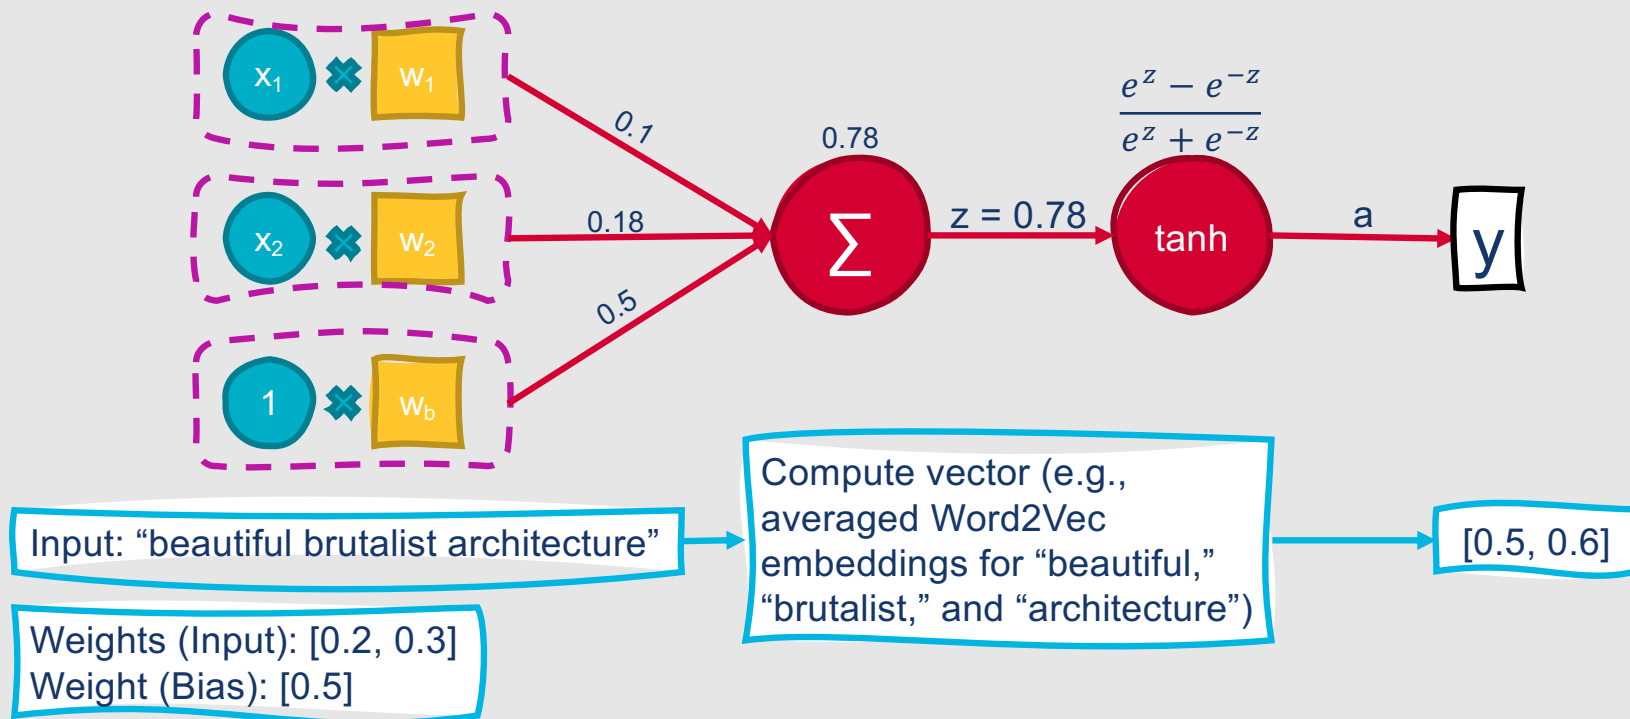 x₁ × w₁
0.1
x₂ × w₂
0.18
1 × w_b
0.5
0.78
∑
z = 0.78
e^z − e^−z
e^z + e^−z
tanh
a
y
Input: “beautiful brutalist architecture”
Compute vector (e.g.,
averaged Word2Vec
embeddings for “beautiful,”
“brutalist,” and “architecture”)
[0.5, 0.6]
Weights (Input): [0.2, 0.3]
Weight (Bias): [0.5]